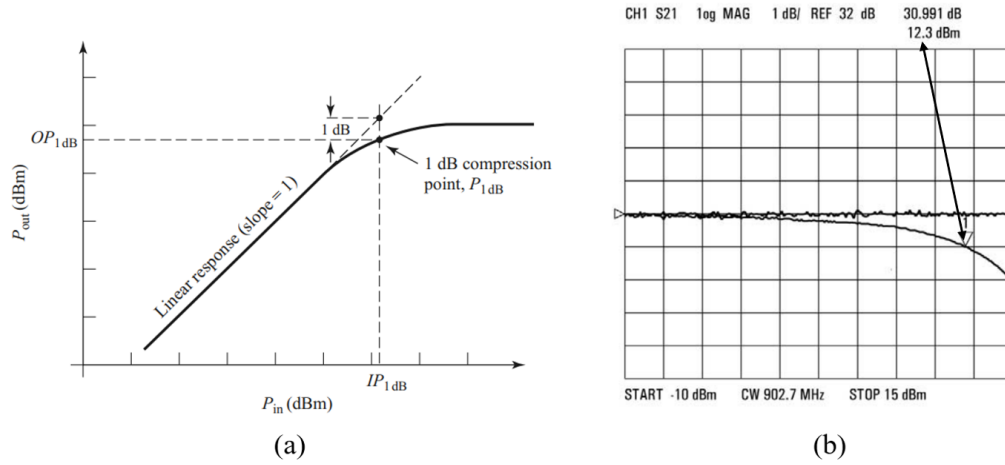 CH1 S21 1og MAG 1 dB/ REF 32 dB 30.991 dB
12.3 dBm
OP1dB
1 dB
1 dB compression
point, P1dB
Pout (dBm)
Linear response (slope = 1)
IP1dB
Pin (dBm)
1
START -10 dBm CW 902.7 MHz STOP 15 dBm
(a)
(b)